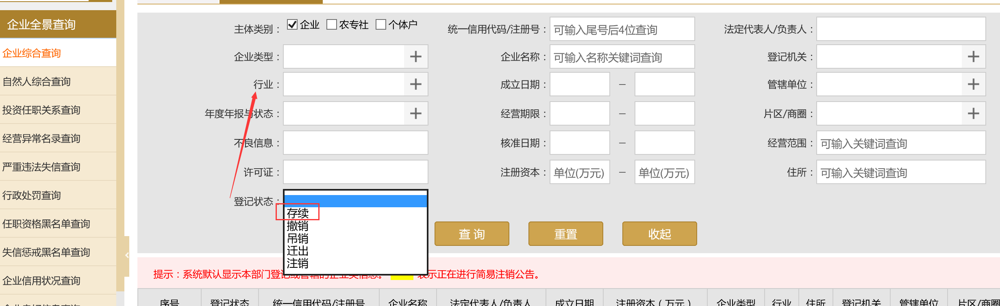 企业全景查询
企业综合查询
自然人综合查询
投资任职关系查询
经营异常名录查询
严重违法失信查询
行政处罚查询
任职资格黑名单查询
失信惩戒黑名单查询
企业信用状况查询
主体类别： 企业 农专社 个体户 统一信用代码/注册号： 可输入尾号后4位查询 法定代表人/负责人：
企业类型： + 企业名称： 可输入名称关键词查询 登记机关： +
行业： + 成立日期： － 管辖单位： +
年度年报与状态： + 经营期限： － 片区/商圈： +
不良信息： 核准日期： － 经营范围： 可输入关键词查询
许可证： 注册资本： 单位(万元) － 单位(万元) 住所： 可输入关键词查询
登记状态：
存续
撤销
吊销
迁出
注销
查 询 重置 收起
提示：系统默认显示本部门登记或管辖的企业类信息。 表示正在进行简易注销公告。
序号 登记状态 统一信用代码/注册号 企业名称 法定代表人/负责人 成立日期 注册资本（万元） 企业类型 行业 住所 登记机关 管辖单位 片区/商圈